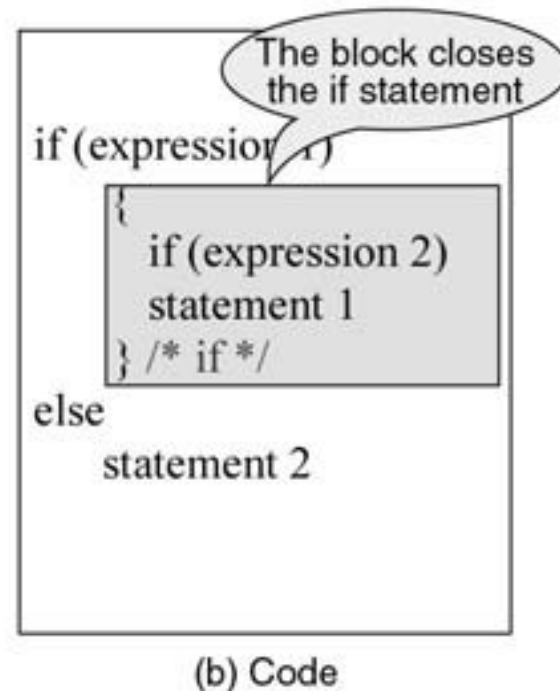 The block closes
the if statement
if (expression 1)
{
if (expression 2)
statement 1
} /* if */
else
statement 2
(b) Code